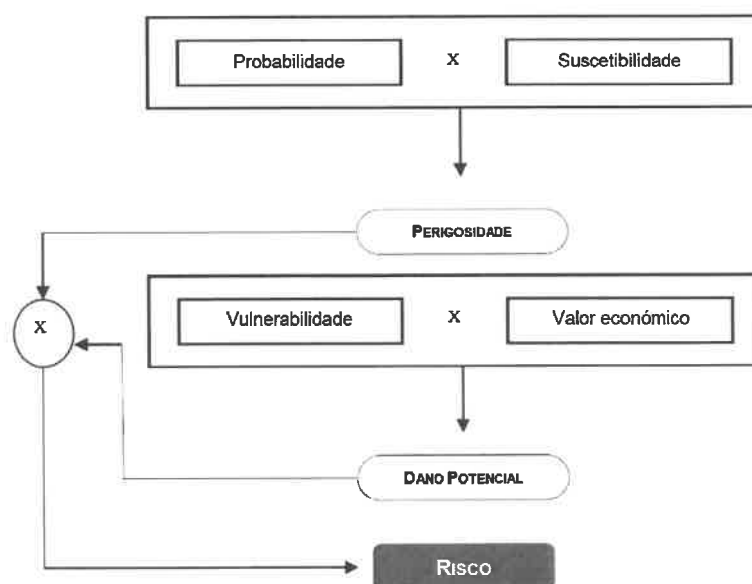 Probabilidade x Suscetibilidade
PERIGOSIDADE
Vulnerabilidade x Valor económico
X
DANO POTENCIAL
RISCO